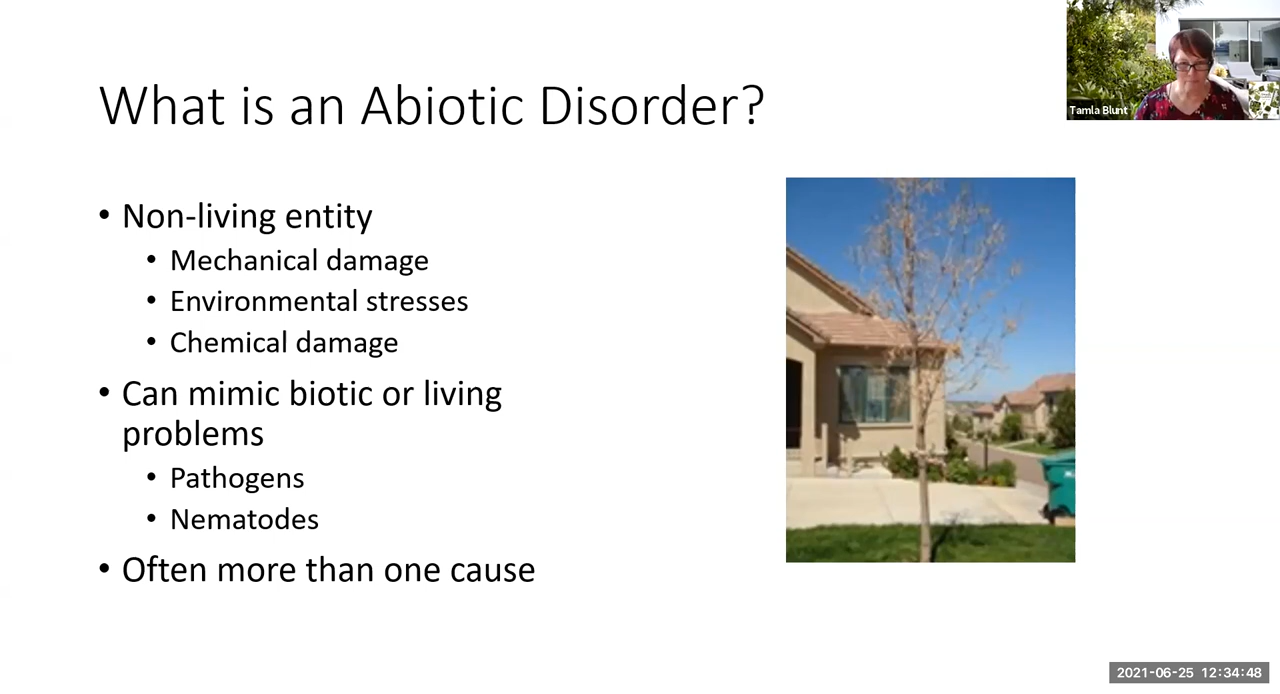 What is an Abiotic Disorder?
• Non-living entity
• Mechanical damage
• Environmental stresses
• Chemical damage
• Can mimic biotic or living
problems
• Pathogens
• Nematodes
• Often more than one cause
Tamla Blunt
2021-06-25 12:34:48